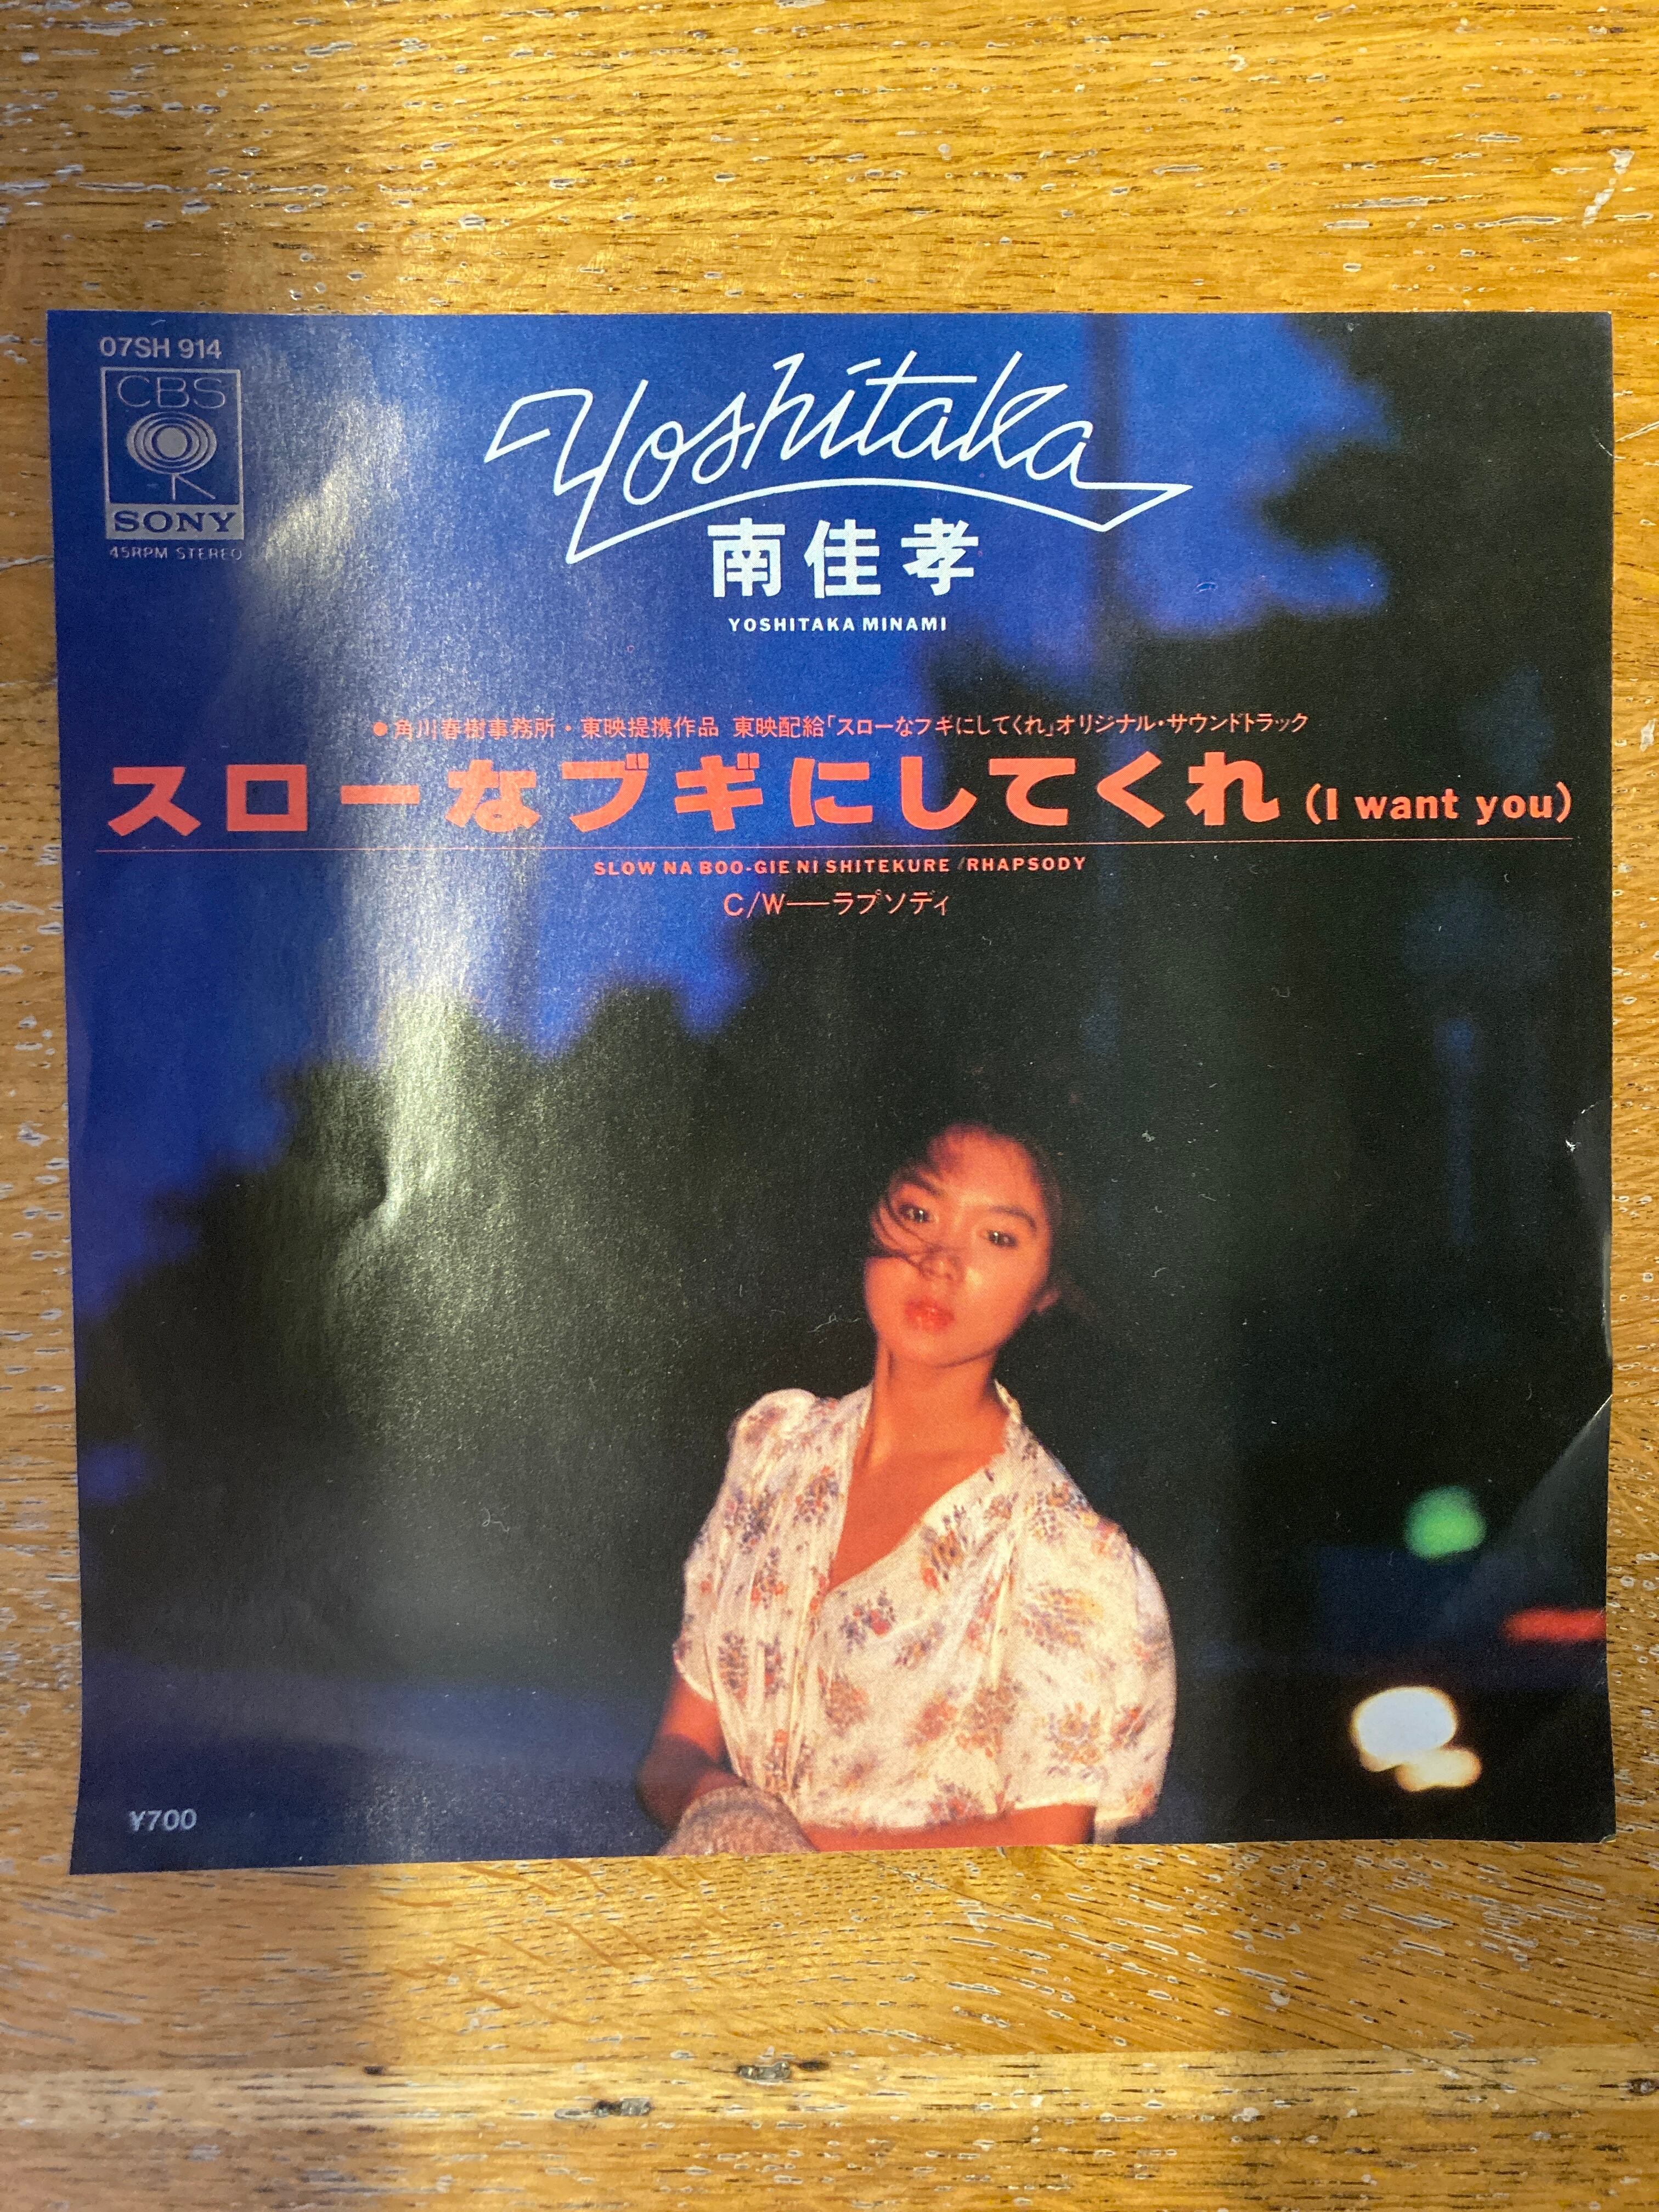 07SH 914
CBS
SONY
45RPM STEREO
Yoshitaka
南佳孝
YOSHITAKA MINAMI
●角川春樹事務所・東映提携作品 東映配給「スローなブギにしてくれ」オリジナル・サウンドトラック
スローなブギにしてくれ (I want you)
SLOW NA BOO-GIE NI SHITEKURE/RHAPSODY
C/W──ラプソディ
¥700